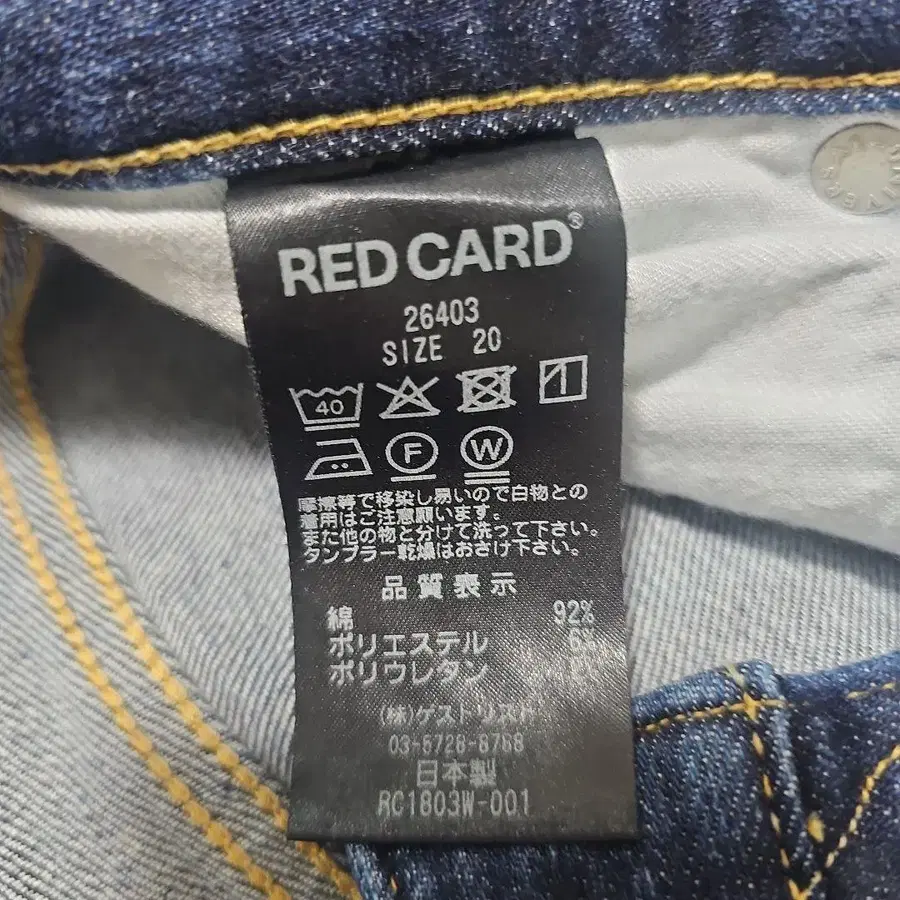 RED CARD®
26403
SIZE 20
40
F W
摩擦等で移染し易いので白物との
着用はご注意願います。
また他の物と分けて洗って下さい。
タンブラー乾燥はおさけ下さい。
品質表示
綿 92%
ポリエステル 6%
ポリウレタン
(株)ゲストリスト
日本製
RC1803W-001